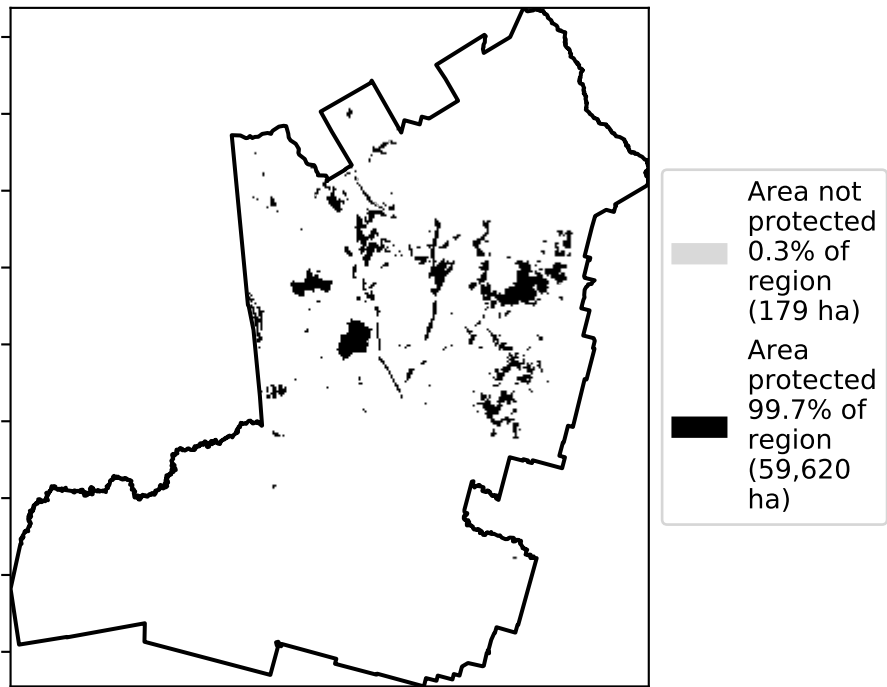 Area not
protected
0.3% of
region
(179 ha)
Area
protected
99.7% of
region
(59,620
ha)